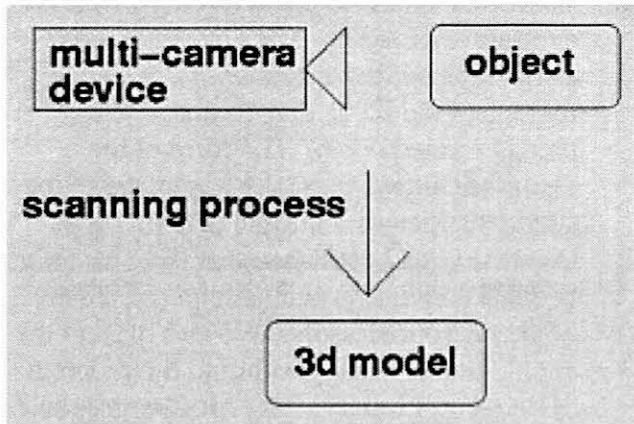 multi-camera
device
object
scanning process
3d model